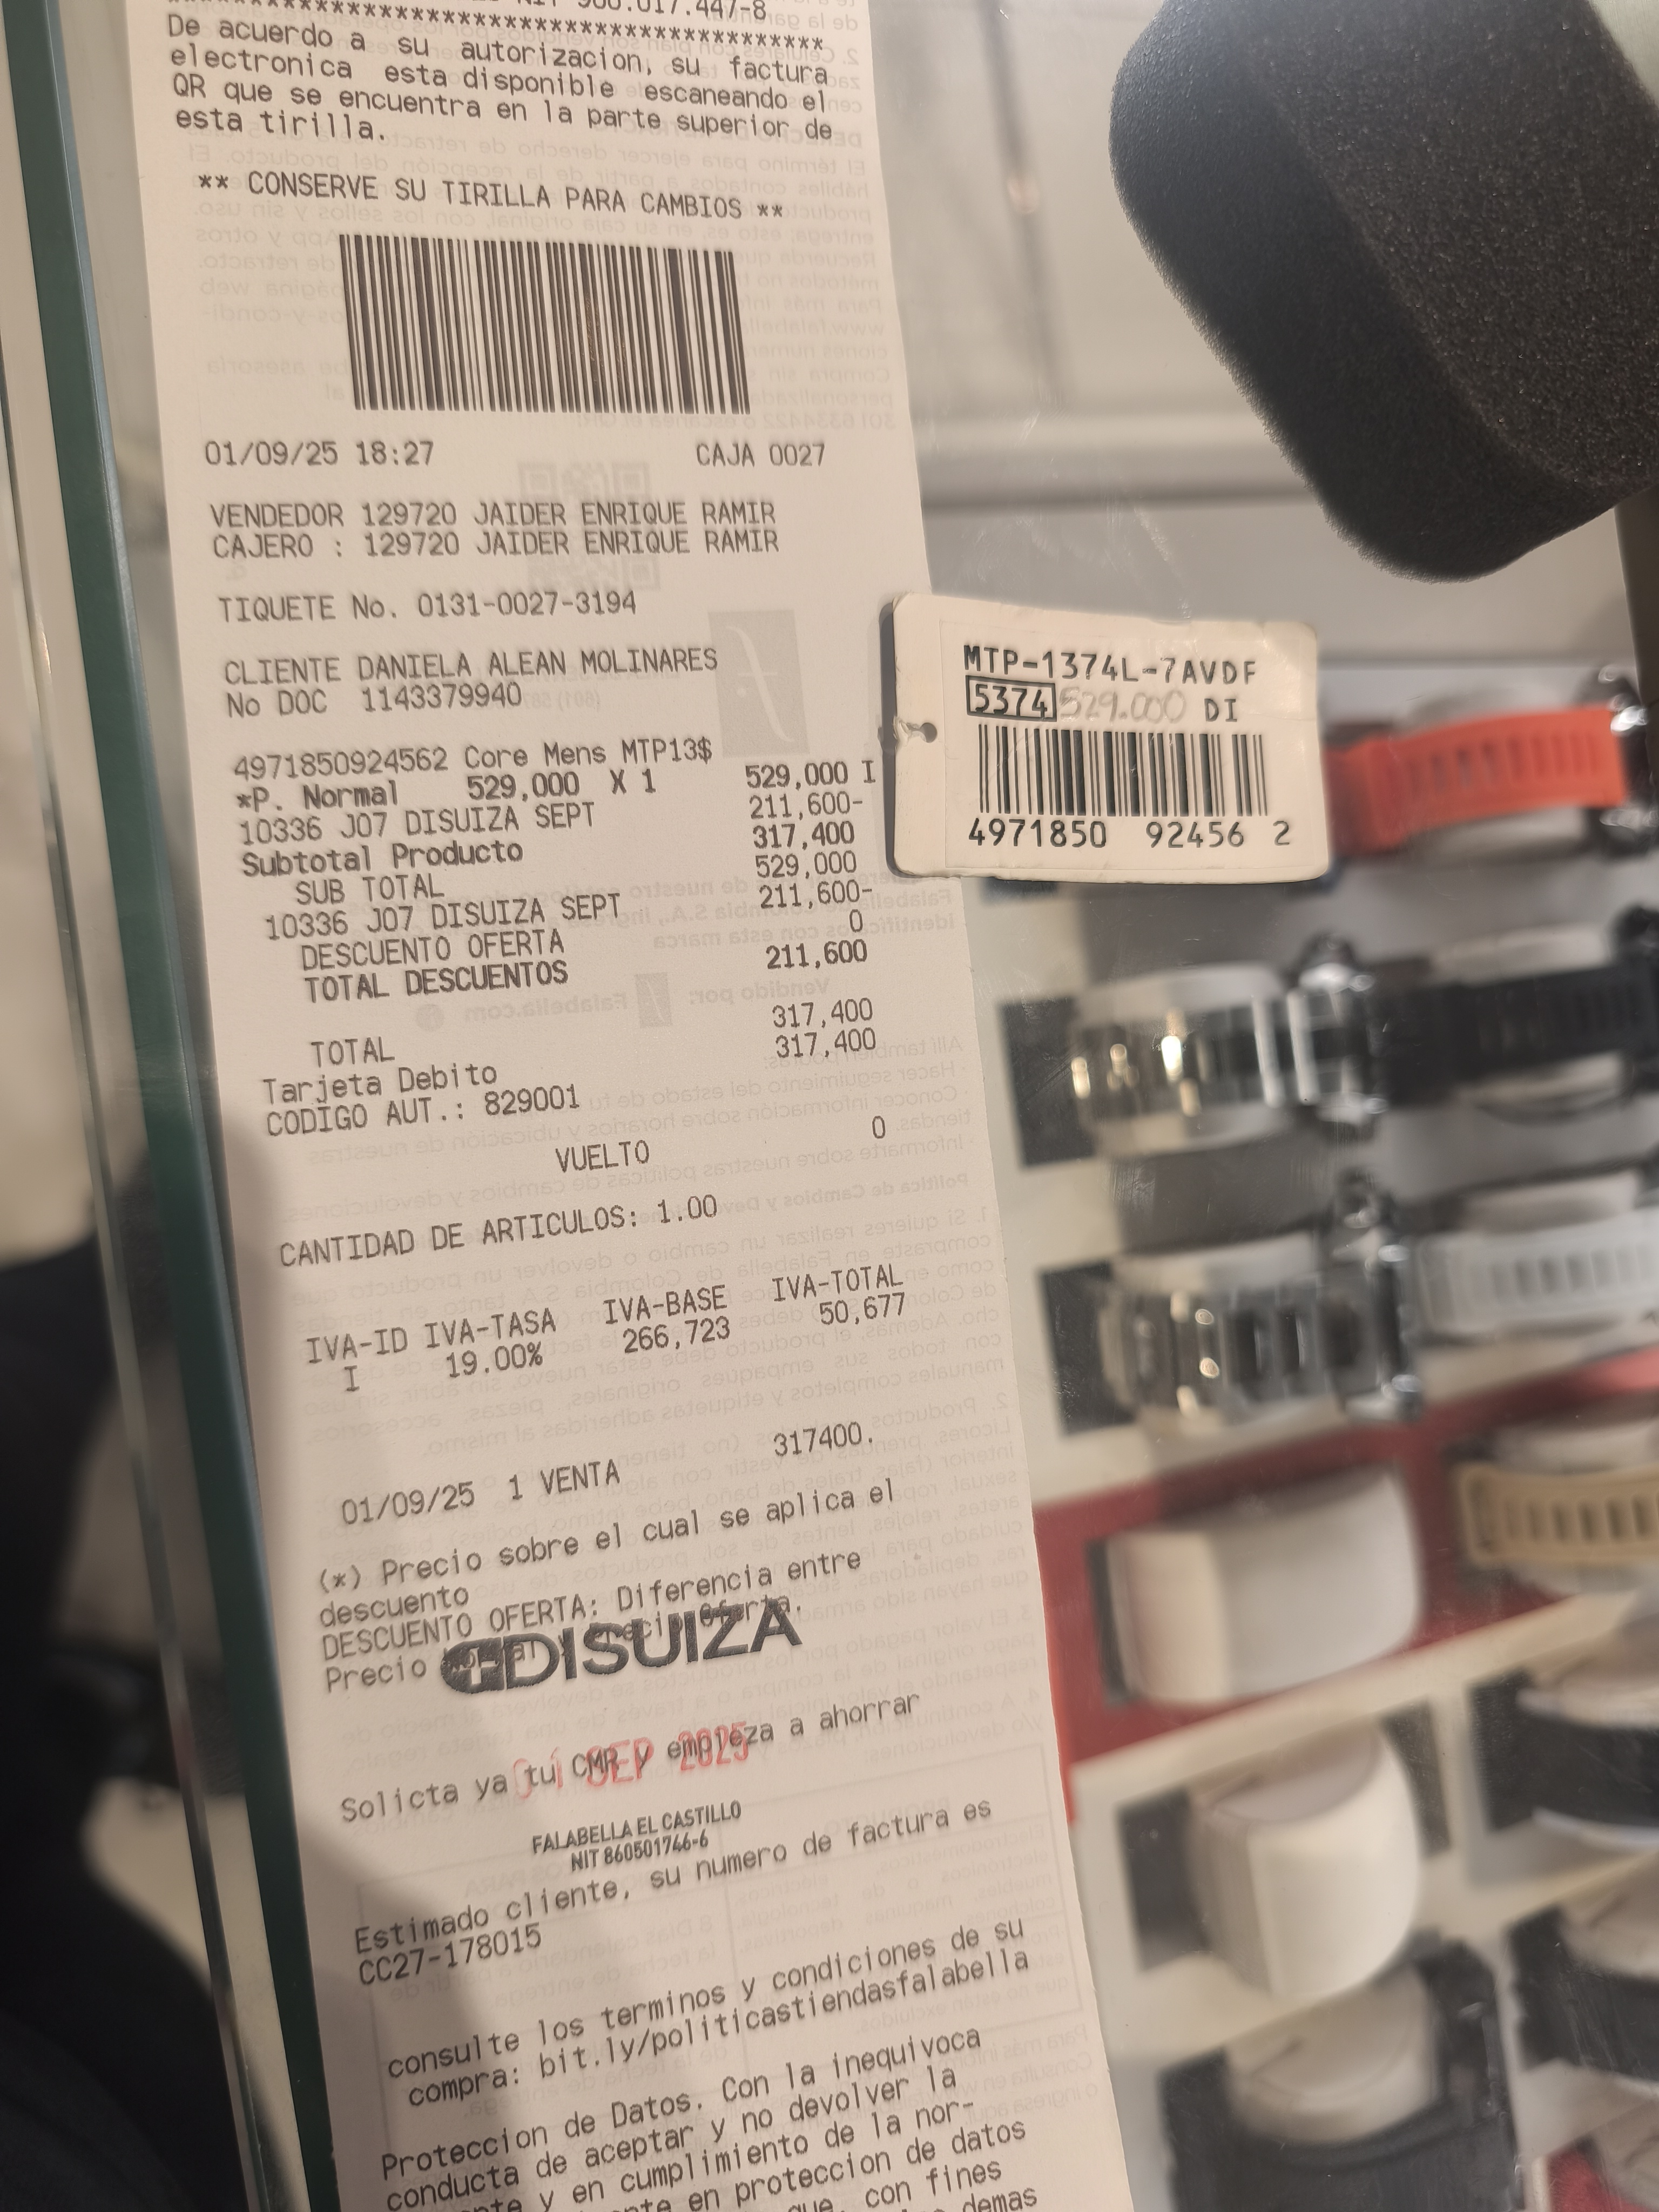 NIT 900.017.447-8
****************************************
De acuerdo a su autorizacion, su factura
electronica esta disponible escaneando el
QR que se encuentra en la parte superior de
esta tirilla.
** CONSERVE SU TIRILLA PARA CAMBIOS **
01/09/25 18:27 CAJA 0027
VENDEDOR 129720 JAIDER ENRIQUE RAMIR
CAJERO : 129720 JAIDER ENRIQUE RAMIR
TIQUETE No. 0131-0027-3194
CLIENTE DANIELA ALEAN MOLINARES
No DOC 1143379940
4971850924562 Core Mens MTP13$
*P. Normal 529,000 X 1 529,000 I
10336 J07 DISUIZA SEPT 211,600-
Subtotal Producto 317,400
SUB TOTAL 529,000
10336 J07 DISUIZA SEPT 211,600-
DESCUENTO OFERTA 0
TOTAL DESCUENTOS 211,600
TOTAL 317,400
Tarjeta Debito 317,400
CODIGO AUT.: 829001
VUELTO 0
CANTIDAD DE ARTICULOS: 1.00
IVA-ID IVA-TASA IVA-BASE IVA-TOTAL
I 19.00% 266,723 50,677
01/09/25 1 VENTA 317400.
(*) Precio sobre el cual se aplica el
descuento
DESCUENTO OFERTA: Diferencia entre
Precio Normal y Precio Oferta.
DISUIZA
Solicta ya tu CMR y empieza a ahorrar
01 SEP 2025
FALABELLA EL CASTILLO
NIT 860501746-6
Estimado cliente, su numero de factura es
CC27-178015
consulte los terminos y condiciones de su
compra: bit.ly/politicastiendasfalabella
Proteccion de Datos. Con la inequivoca
conducta de aceptar y no devolver la
y en cumplimiento de la nor-
en proteccion de datos
que, con fines
demas
MTP-1374L-7AVDF
5374 529.000 DI
4971850 92456 2